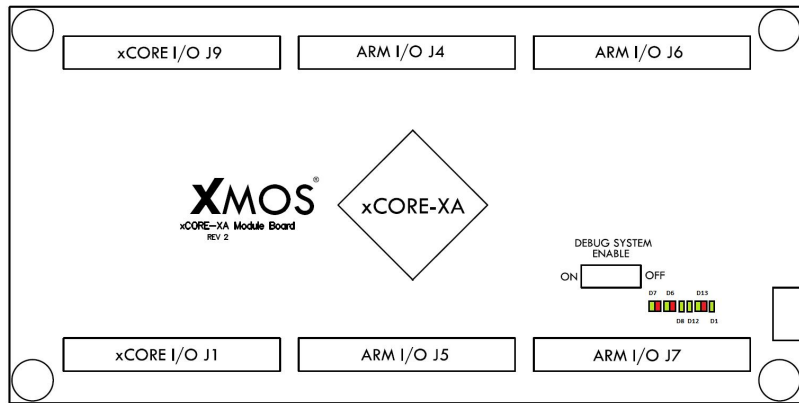 xCORE I/O J9
ARM I/O J4
ARM I/O J6
XMOS®
xCORE-XA Module Board
REV 2
xCORE-XA
DEBUG SYSTEM
ENABLE
ON
OFF
D7 D6 D13
D8 D12 D1
xCORE I/O J1
ARM I/O J5
ARM I/O J7